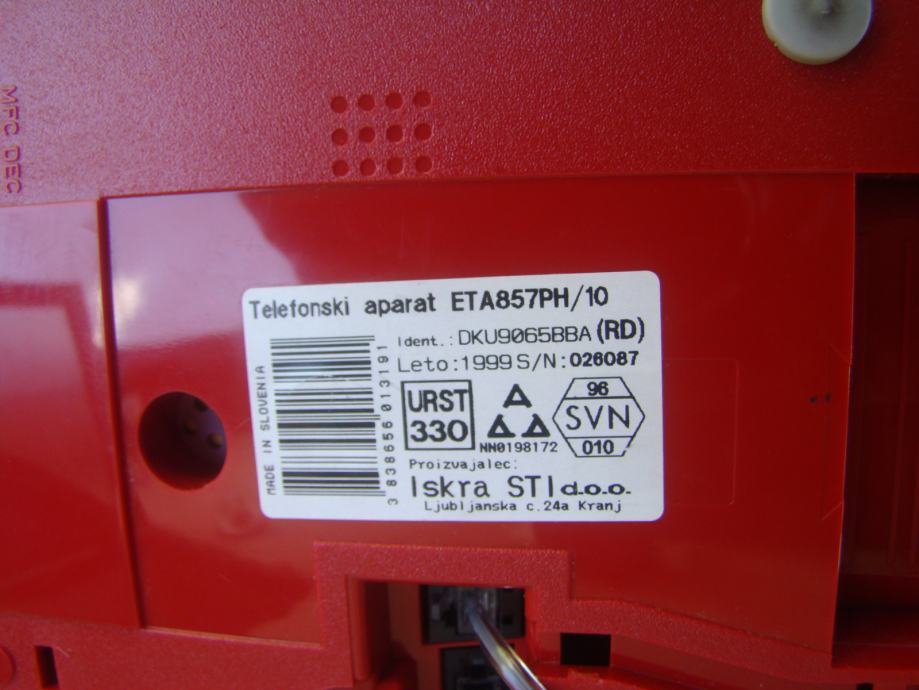 MFC DEC
Telefonski aparat ETA857PH/10
Ident.: DKU9065BBA (RD)
Leto: 1999 S/N: 026087
MADE IN SLOVENIA
3 838656 013191
URST
330
NN0198172
96
SVN
010
Proizvajalec:
Iskra STI d.o.o.
Ljubljanska c.24a Kranj